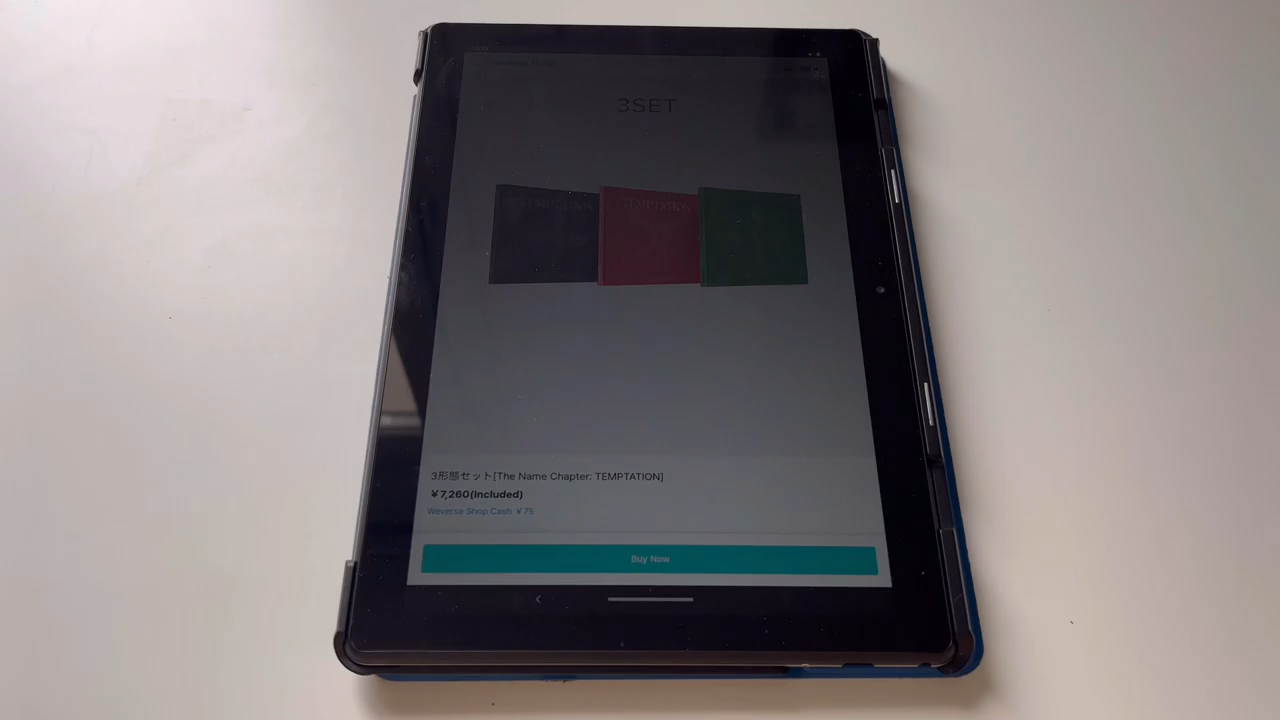 3SET
TEMPTATION
TEMPTATION
3形態セット[The Name Chapter: TEMPTATION]
¥7,260(Included)
Weverse Shop Cash ¥75
Buy Now